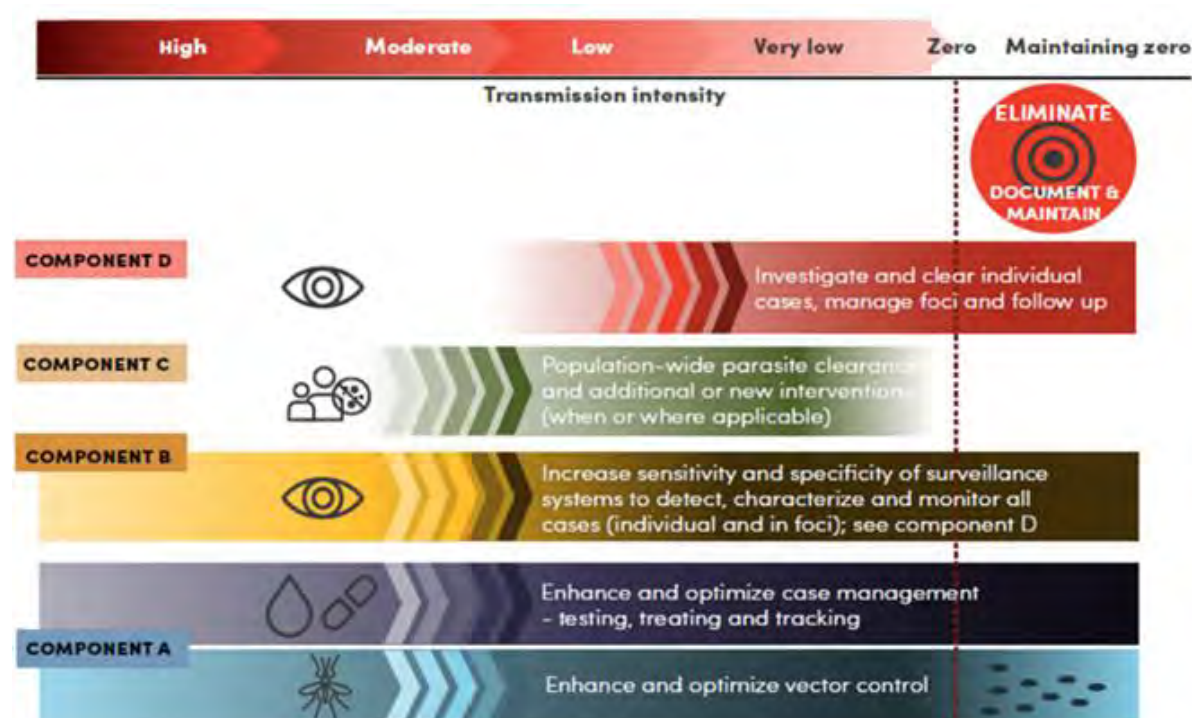 High Moderate Low Very low Zero Maintaining zero
Transmission intensity
ELIMINATE
DOCUMENT &
MAINTAIN
COMPONENT D
Investigate and clear individual
cases, manage foci and follow up
COMPONENT C
Population-wide parasite clearance
and additional or new interventions
(when or where applicable)
COMPONENT B
Increase sensitivity and specificity of surveillance
systems to detect, characterize and monitor all
cases (individual and in foci); see component D
Enhance and optimize case management
- testing, treating and tracking
COMPONENT A
Enhance and optimize vector control